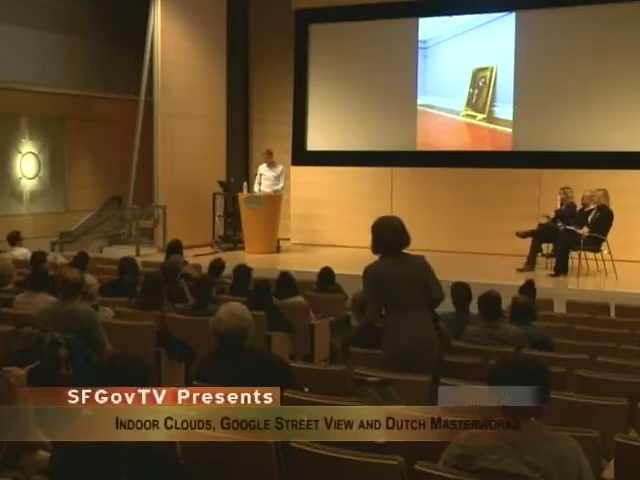 SFGovTV Presents
Indoor Clouds, Google Street View and Dutch Masterworks